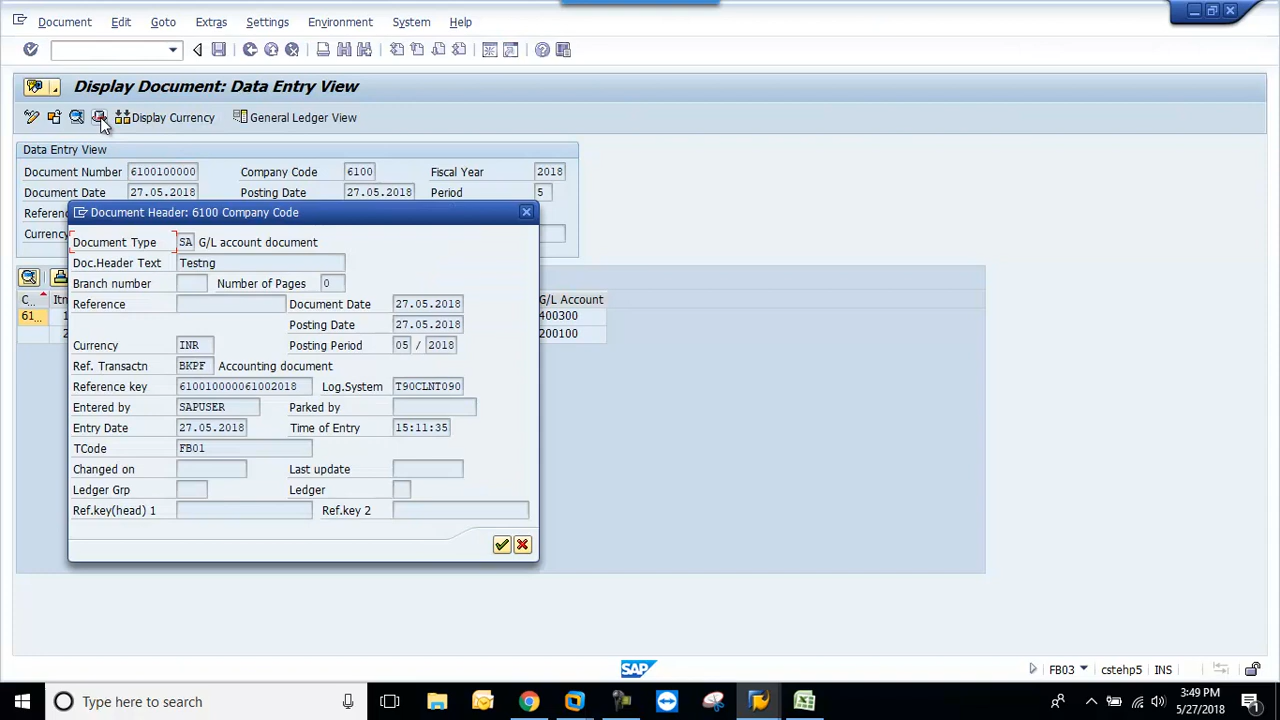 Document Edit Goto Extras Settings Environment System Help
Display Document: Data Entry View
Display Currency General Ledger View
Data Entry View
Document Number 6100100000 Company Code 6100 Fiscal Year 2018
Document Date 27.05.2018 Posting Date 27.05.2018 Period 5
Document Header: 6100 Company Code
Document Type SA G/L account document
Doc.Header Text Testng
Branch number Number of Pages 0
Reference Document Date 27.05.2018
Posting Date 27.05.2018
Currency INR Posting Period 05 / 2018
Ref. Transactn BKPF Accounting document
Reference key 610010000061002018 Log.System T90CLNT090
Entered by SAPUSER Parked by
Entry Date 27.05.2018 Time of Entry 15:11:35
TCode FB01
Changed on Last update
Ledger Grp Ledger
Ref.key(head) 1 Ref.key 2
C.. Itm G/L Account
61... 1 400300
2 200100
SAP FB03 cstehp5 INS
Type here to search
3:49 PM
5/27/2018